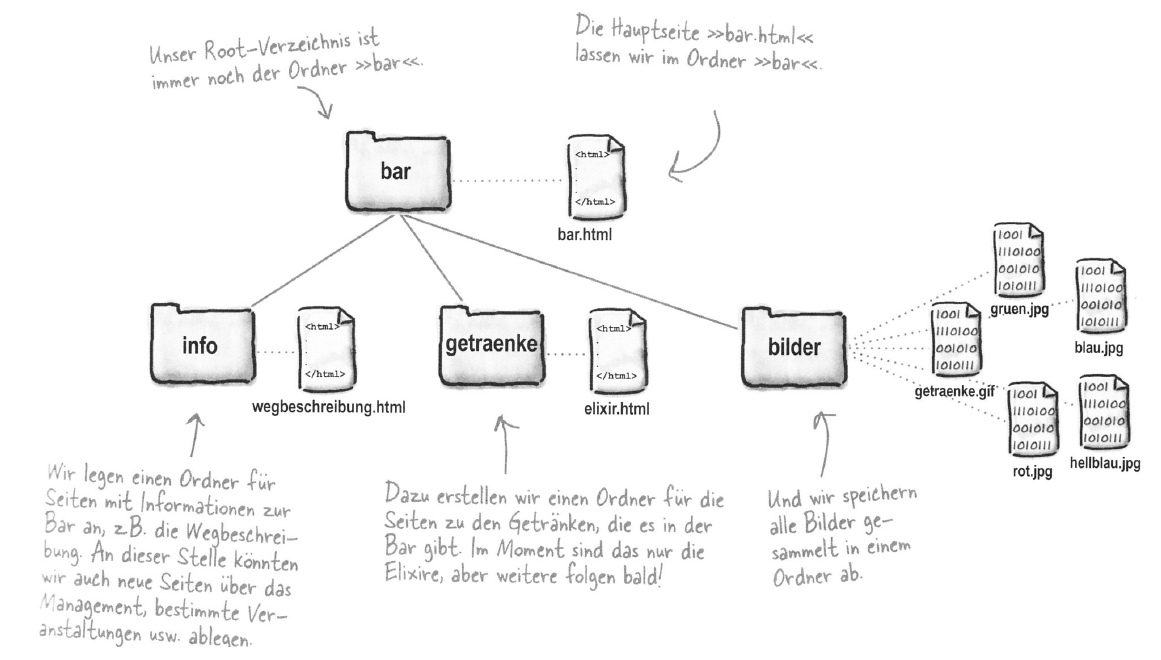 Unser Root-Verzeichnis ist
immer noch der Ordner >>bar<<.
Die Hauptseite >>bar.html<<
lassen wir im Ordner >>bar<<.
bar
<html>
.
.
</html>
bar.html
info
<html>
.
.
</html>
wegbeschreibung.html
getraenke
<html>
.
.
</html>
elixir.html
bilder
1001
1110100
001010
1010111
gruen.jpg
1001
1110100
001010
1010111
blau.jpg
1001
1110100
001010
1010111
getraenke.gif
1001
1110100
001010
1010111
rot.jpg
1001
1110100
001010
1010111
hellblau.jpg
Wir legen einen Ordner für
Seiten mit Informationen zur
Bar an, z.B. die Wegbeschrei-
bung. An dieser Stelle könnten
wir auch neue Seiten über das
Management, bestimmte Ver-
anstaltungen usw. ablegen.
Dazu erstellen wir einen Ordner für die
Seiten zu den Getränken, die es in der
Bar gibt. Im Moment sind das nur die
Elixire, aber weitere folgen bald!
Und wir speichern
alle Bilder ge-
sammelt in einem
Ordner ab.